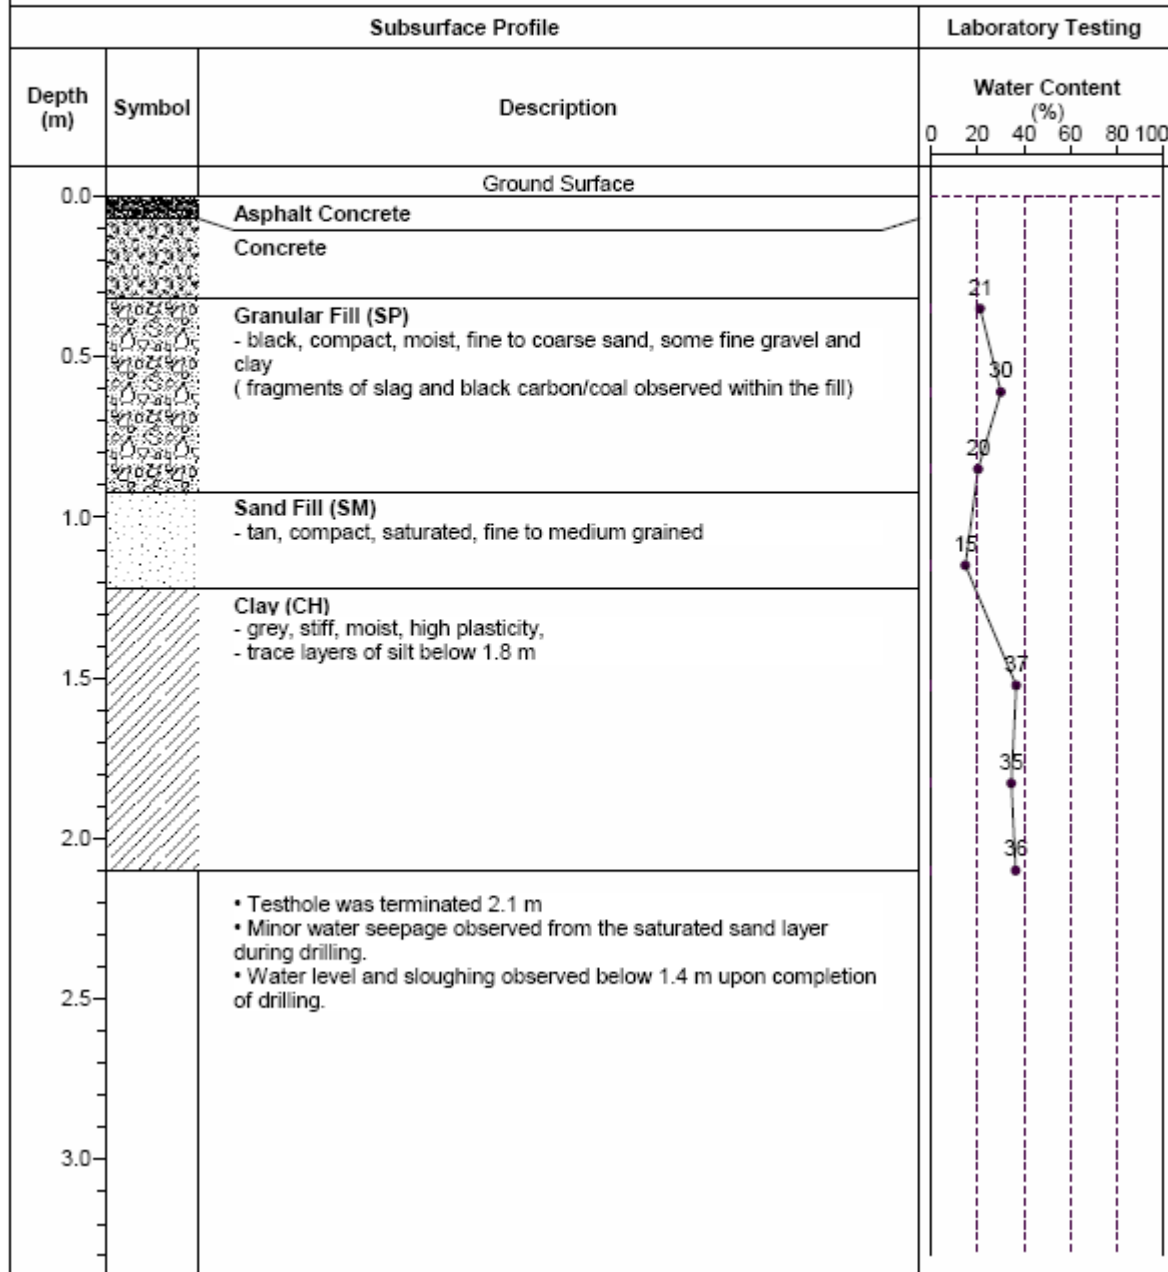 Subsurface Profile
Laboratory Testing
Depth
(m)
Symbol
Description
Water Content
(%)
0 20 40 60 80 100
Ground Surface
0.0
Asphalt Concrete
Concrete
21
Granular Fill (SP)
- black, compact, moist, fine to coarse sand, some fine gravel and
0.5
clay
30
( fragments of slag and black carbon/coal observed within the fill)
20
Sand Fill (SM)
1.0
- tan, compact, saturated, fine to medium grained
15
Clay (CH)
- grey, stiff, moist, high plasticity,
- trace layers of silt below 1.8 m
37
1.5
35
2.0
36
• Testhole was terminated 2.1 m
• Minor water seepage observed from the saturated sand layer
during drilling.
• Water level and sloughing observed below 1.4 m upon completion
2.5
of drilling.
3.0